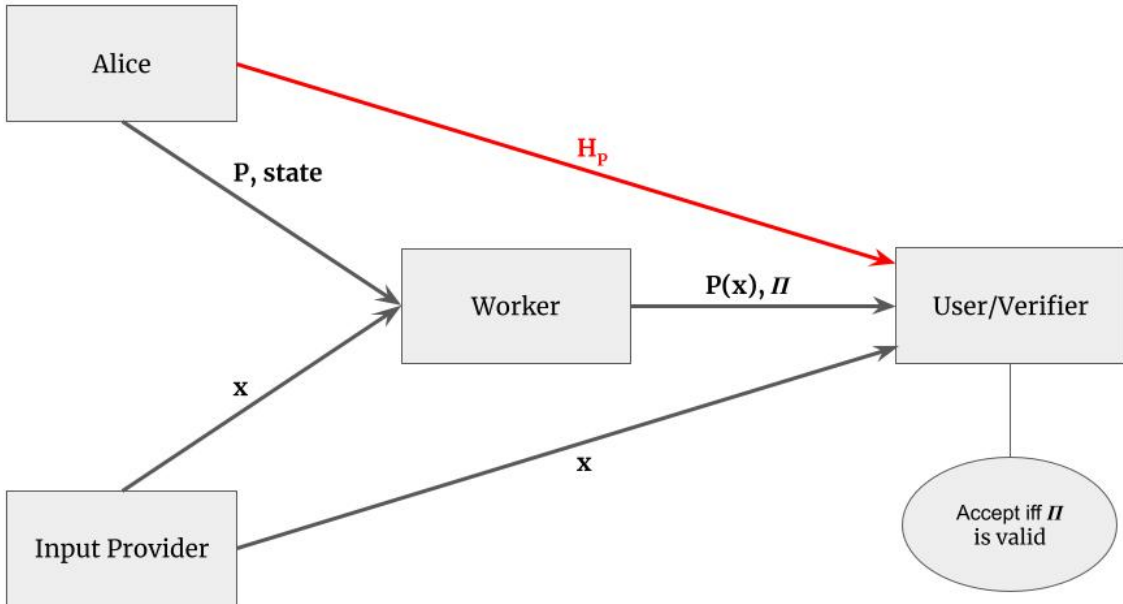 Alice
H_P
P, state
Worker
P(x), Π
User/Verifier
x
x
Input Provider
Accept iff Π
is valid